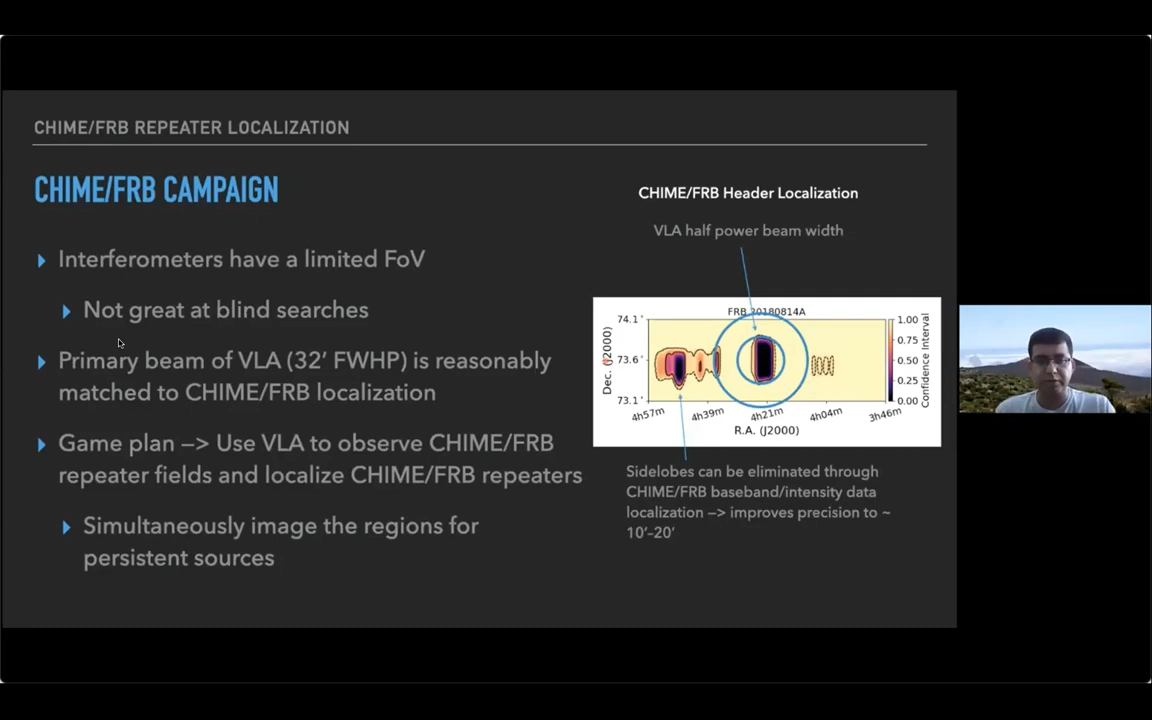 CHIME/FRB REPEATER LOCALIZATION
CHIME/FRB CAMPAIGN
Interferometers have a limited FoV
Not great at blind searches
Primary beam of VLA (32′ FWHP) is reasonably
matched to CHIME/FRB localization
Game plan —> Use VLA to observe CHIME/FRB
repeater fields and localize CHIME/FRB repeaters
Simultaneously image the regions for
persistent sources
CHIME/FRB Header Localization
VLA half power beam width
FRB 20180814A
74.1°
73.6°
73.1°
Dec. (J2000)
4h57m 4h39m 4h21m 4h04m 3h46m
R.A. (J2000)
1.00
0.75
0.50
0.25
0.00
Confidence Interval
Sidelobes can be eliminated through
CHIME/FRB baseband/intensity data
localization —> improves precision to ~
10′-20′